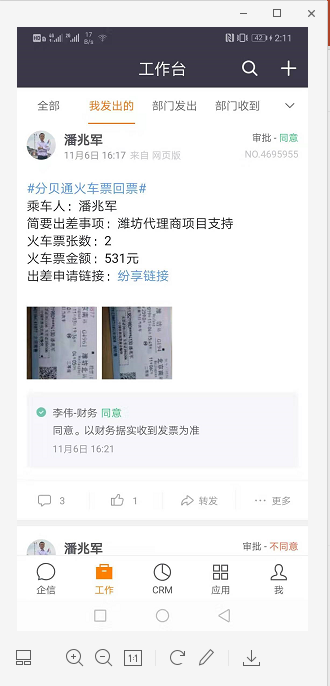 17
B/s
42
2:11
工作台
全部
我发出的
部门发出
部门收到
潘兆军
审批 - 同意
11月6日 16:17 来自 网页版
NO.4695955
#分贝通火车票回票#
乘车人：潘兆军
简要出差事项：潍坊代理商项目支持
火车票张数：2
火车票金额：531元
出差申请链接：纷享链接
李伟-财务 同意
同意。以财务据实收到发票为准
11月6日 16:21
3
1
转发
更多
潘兆军
审批 - 不同意
企信
工作
CRM
应用
我
1:1